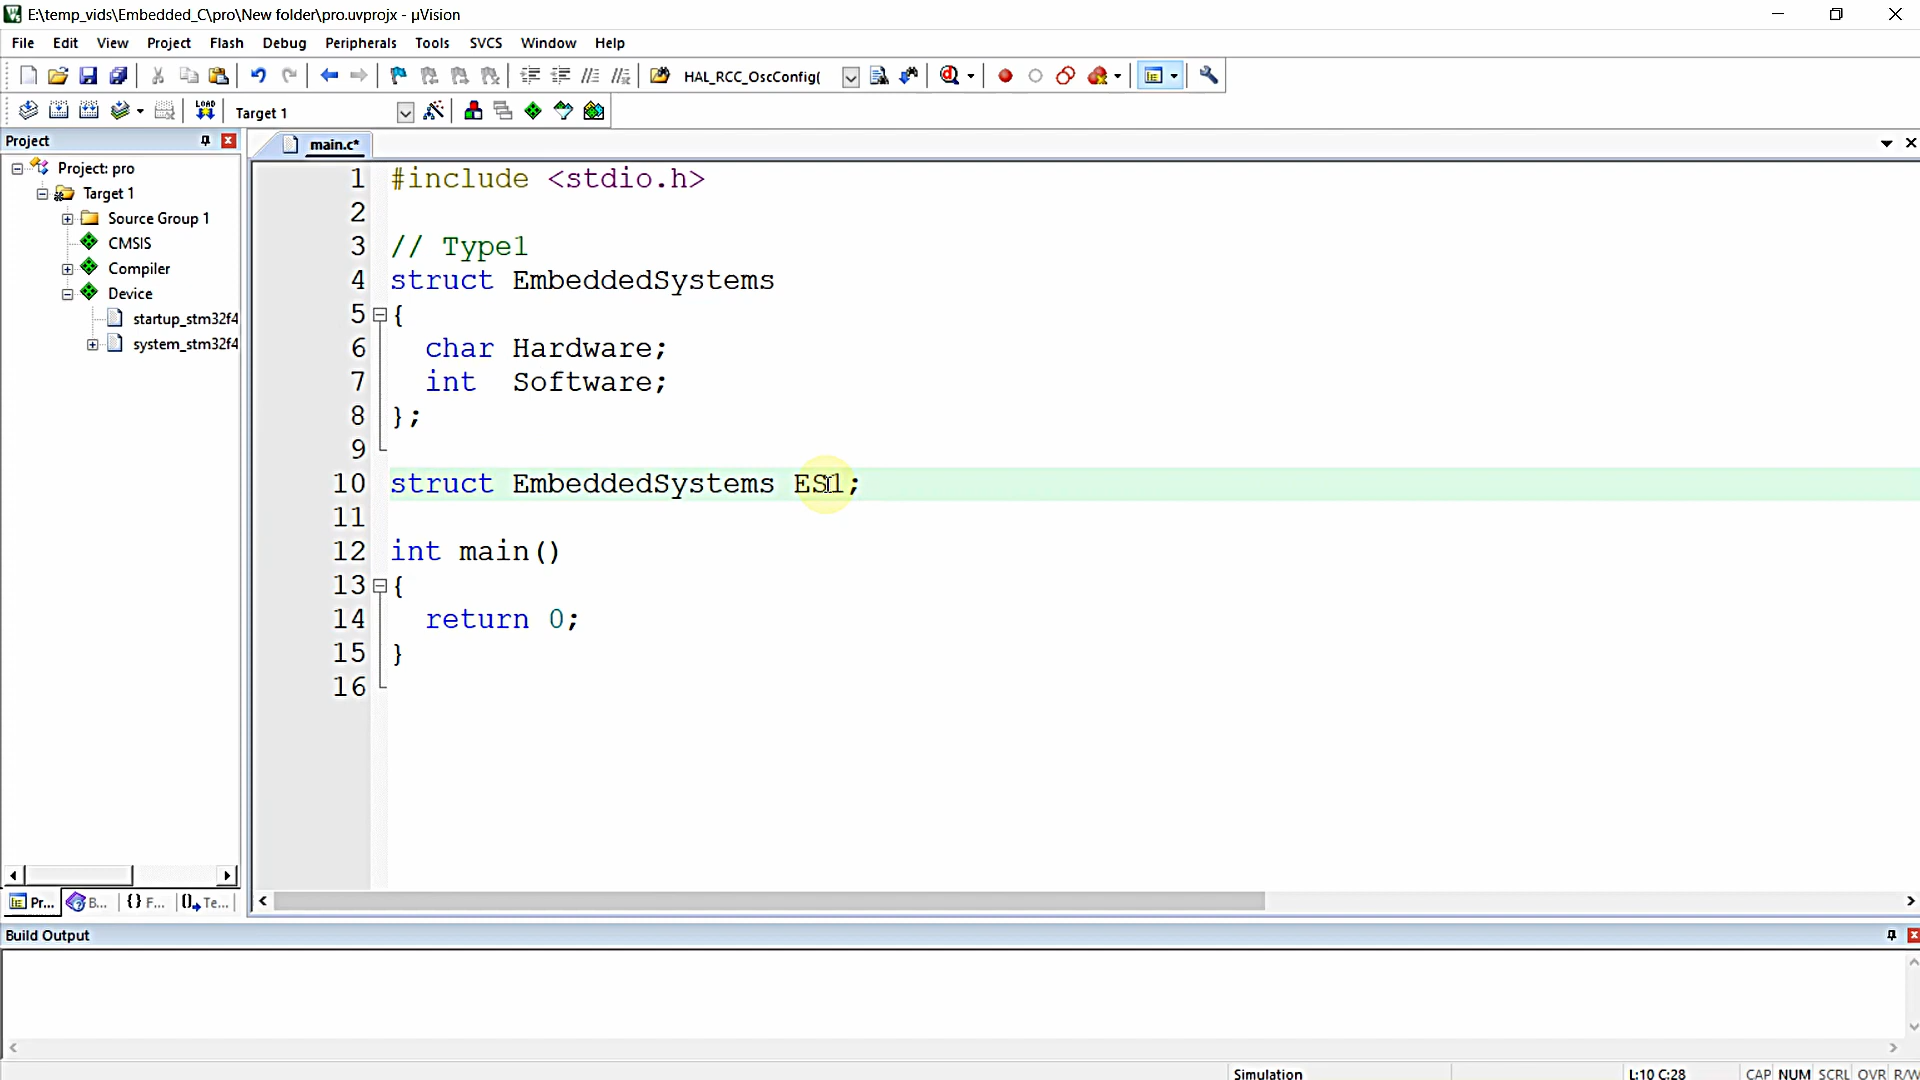 E:\temp_vids\Embedded_C\pro\New folder\pro.uvprojx - µVision
File Edit View Project Flash Debug Peripherals Tools SVCS Window Help
HAL_RCC_OscConfig(
LOAD Target 1
Project
main.c*
Project: pro
Target 1
Source Group 1
CMSIS
Compiler
Device
startup_stm32f4
system_stm32f4
1 #include <stdio.h>
2
3 // Type1
4 struct EmbeddedSystems
5 {
6 char Hardware;
7 int Software;
8 };
9
10 struct EmbeddedSystems ES1;
11
12 int main()
13 {
14 return 0;
15 }
16
Pr... B... {} F... Te...
Build Output
Simulation L:10 C:28 CAP NUM SCRL OVR R/W